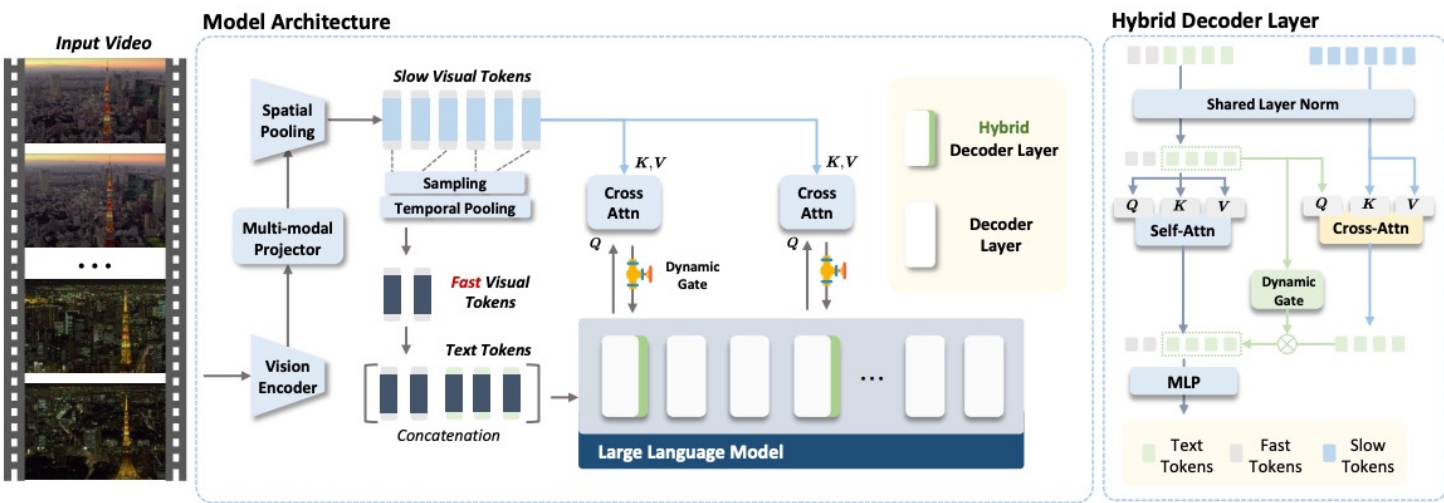 Model Architecture
Hybrid Decoder Layer
Input Video
• • •
Slow Visual Tokens
Spatial
Pooling
Sampling
Temporal Pooling
Multi-modal
Projector
Fast Visual
Tokens
Vision
Encoder
Text Tokens
Concatenation
K, V
Cross
Attn
Q
Dynamic
Gate
K, V
Cross
Attn
Q
Hybrid
Decoder Layer
Decoder
Layer
...
Large Language Model
Shared Layer Norm
Q K V
Self-Attn
Q K V
Cross-Attn
Dynamic
Gate
MLP
Text
Tokens
Fast
Tokens
Slow
Tokens